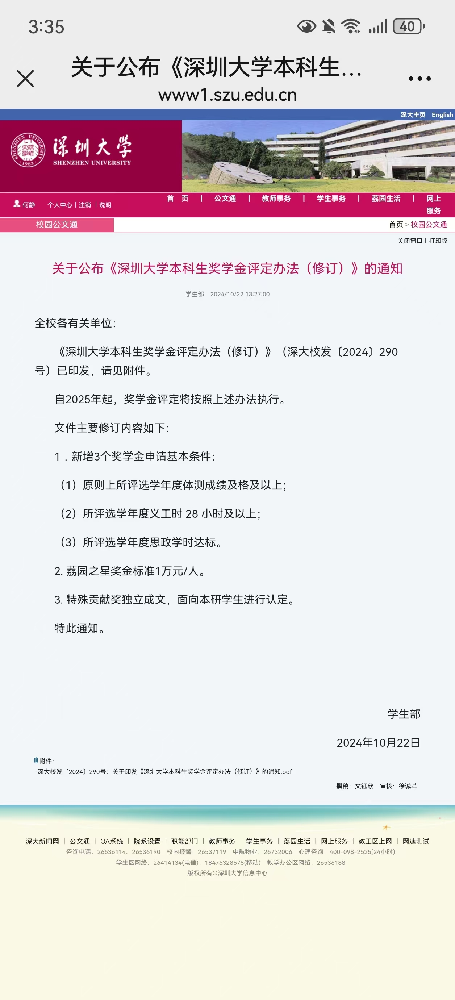 3:35
40
关于公布《深圳大学本科生...
www1.szu.edu.cn
深大主页 English
深圳大学
SHENZHEN UNIVERSITY
SHENZHEN UNIVERSITY
·1983·
首 页 | 公文通 | 教师事务 | 学生事务 | 荔园生活 | 网上
服务
何静 个人中心 | 注销 | 说明
校园公文通
首页 > 校园公文通
关闭窗口 | 打印版
关于公布《深圳大学本科生奖学金评定办法（修订）》的通知
学生部 2024/10/22 13:27:00
全校各有关单位：
《深圳大学本科生奖学金评定办法（修订）》（深大校发〔2024〕290
号）已印发，请见附件。
自2025年起，奖学金评定将按照上述办法执行。
文件主要修订内容如下：
1．新增3个奖学金申请基本条件：
（1）原则上所评选学年度体测成绩及格及以上；
（2）所评选学年度义工时 28 小时及以上；
（3）所评选学年度思政学时达标。
2. 荔园之星奖金标准1万元/人。
3. 特殊贡献奖独立成文，面向本研学生进行认定。
特此通知。
学生部
2024年10月22日
附件：
·深大校发〔2024〕290号：关于印发《深圳大学本科生奖学金评定办法（修订）》的通知.pdf
撰稿：文钰欣 审核：徐诚革
深大新闻网 | 公文通 | OA系统 | 院系设置 | 职能部门 | 教师事务 | 学生事务 | 荔园生活 | 网上服务 | 教工区上网 | 网速测试
咨询电话：26536114、26536190 校内报警：26537119 中航物业：26732006 心理咨询：400-098-2525(24小时)
学生区网络：26414134(电信)、18476328678(移动) 教学办公区网络：26536188
版权所有©深圳大学信息中心